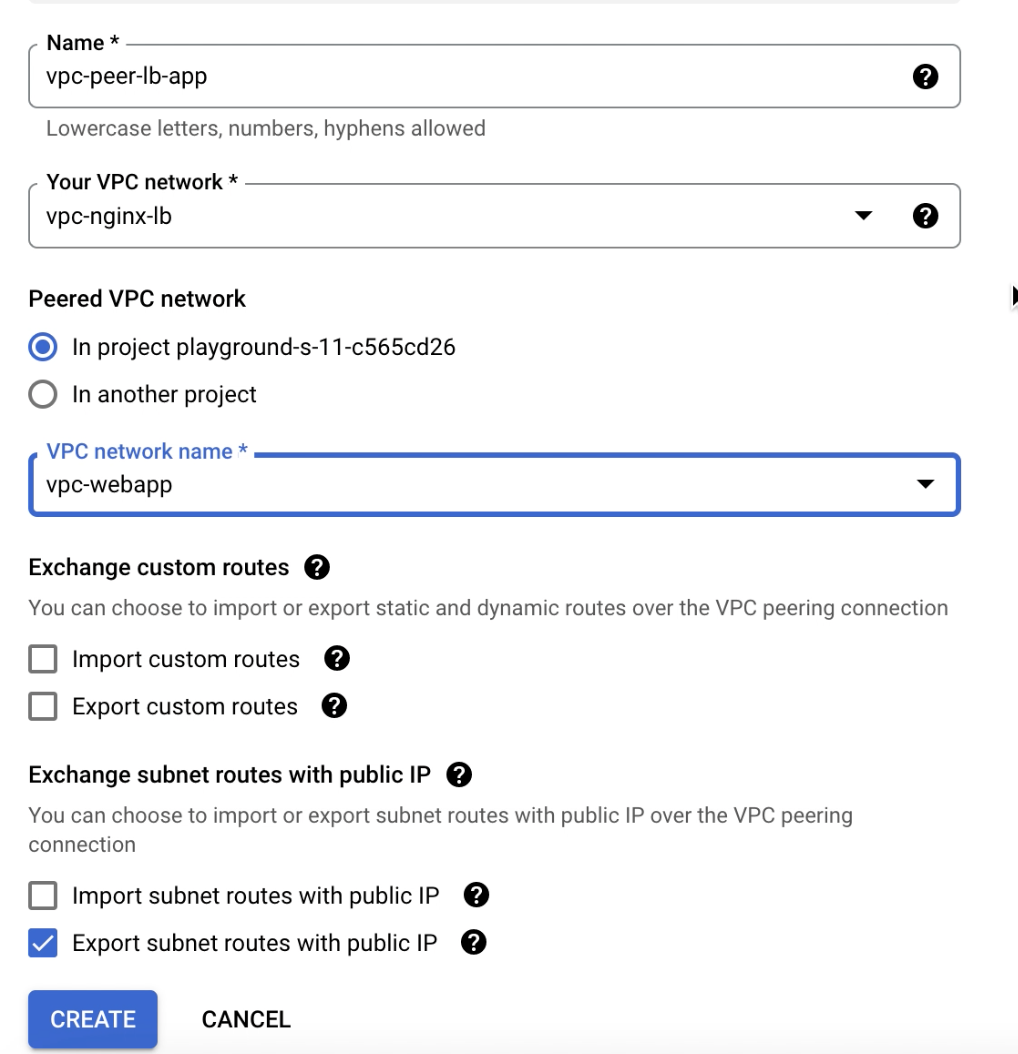 Name *
vpc-peer-lb-app
Lowercase letters, numbers, hyphens allowed
Your VPC network *
vpc-nginx-lb
Peered VPC network
In project playground-s-11-c565cd26
In another project
VPC network name *
vpc-webapp
Exchange custom routes
You can choose to import or export static and dynamic routes over the VPC peering connection
Import custom routes
Export custom routes
Exchange subnet routes with public IP
You can choose to import or export subnet routes with public IP over the VPC peering
connection
Import subnet routes with public IP
Export subnet routes with public IP
CREATE CANCEL